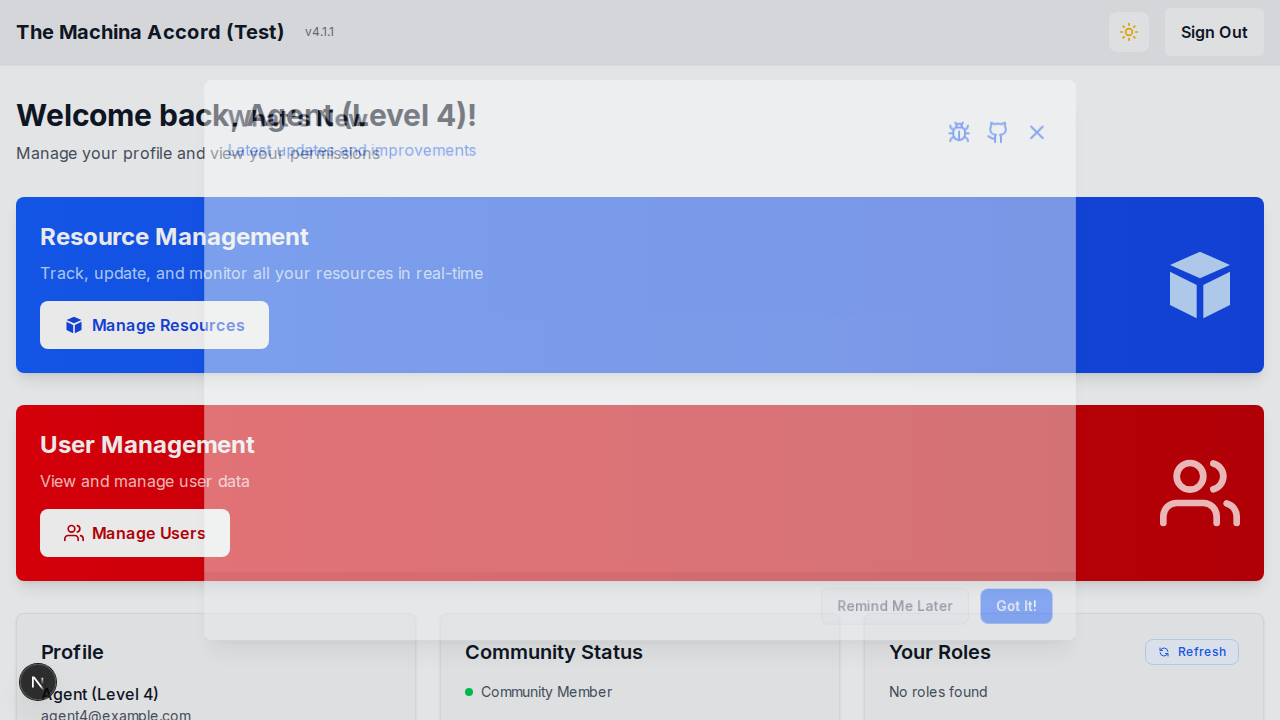 The Machina Accord (Test) v4.1.1
Sign Out
Welcome back, Agent (Level 4)!
Manage your profile and view your permissions
What's New
Latest updates and improvements
Resource Management
Track, update, and monitor all your resources in real-time
Manage Resources
User Management
View and manage user data
Manage Users
Remind Me Later
Got It!
Profile
Agent (Level 4)
agent4@example.com
Community Status
Community Member
Your Roles
Refresh
No roles found
N